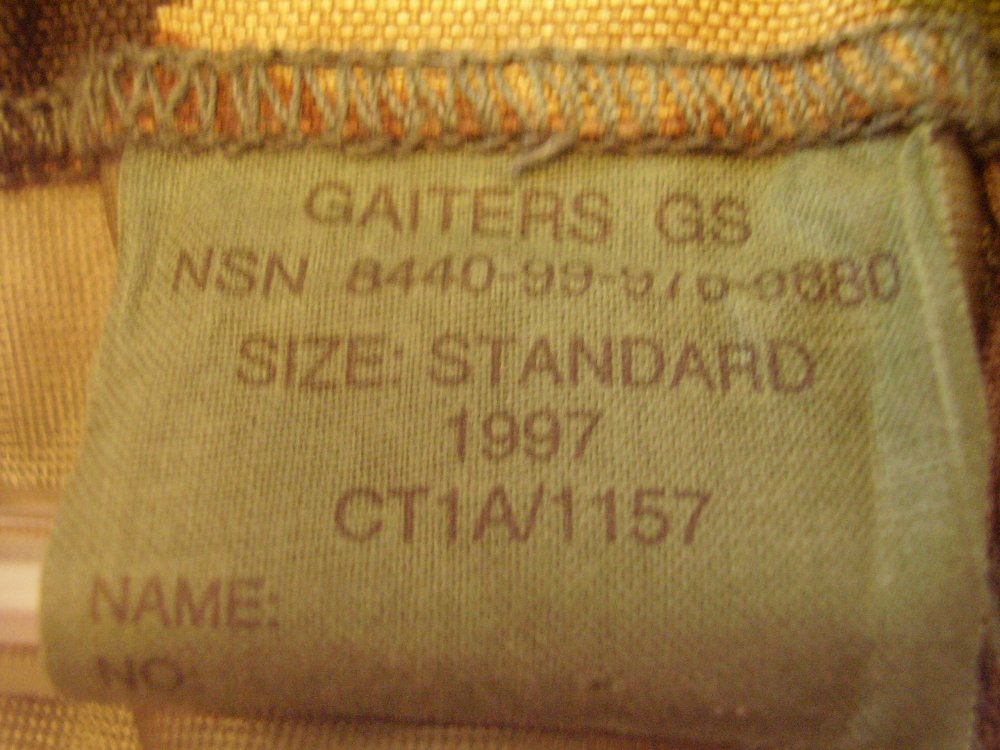 GAITERS GS
NSN
SIZE: STANDARD
1997
CT1A/1157
NAME:
NO: